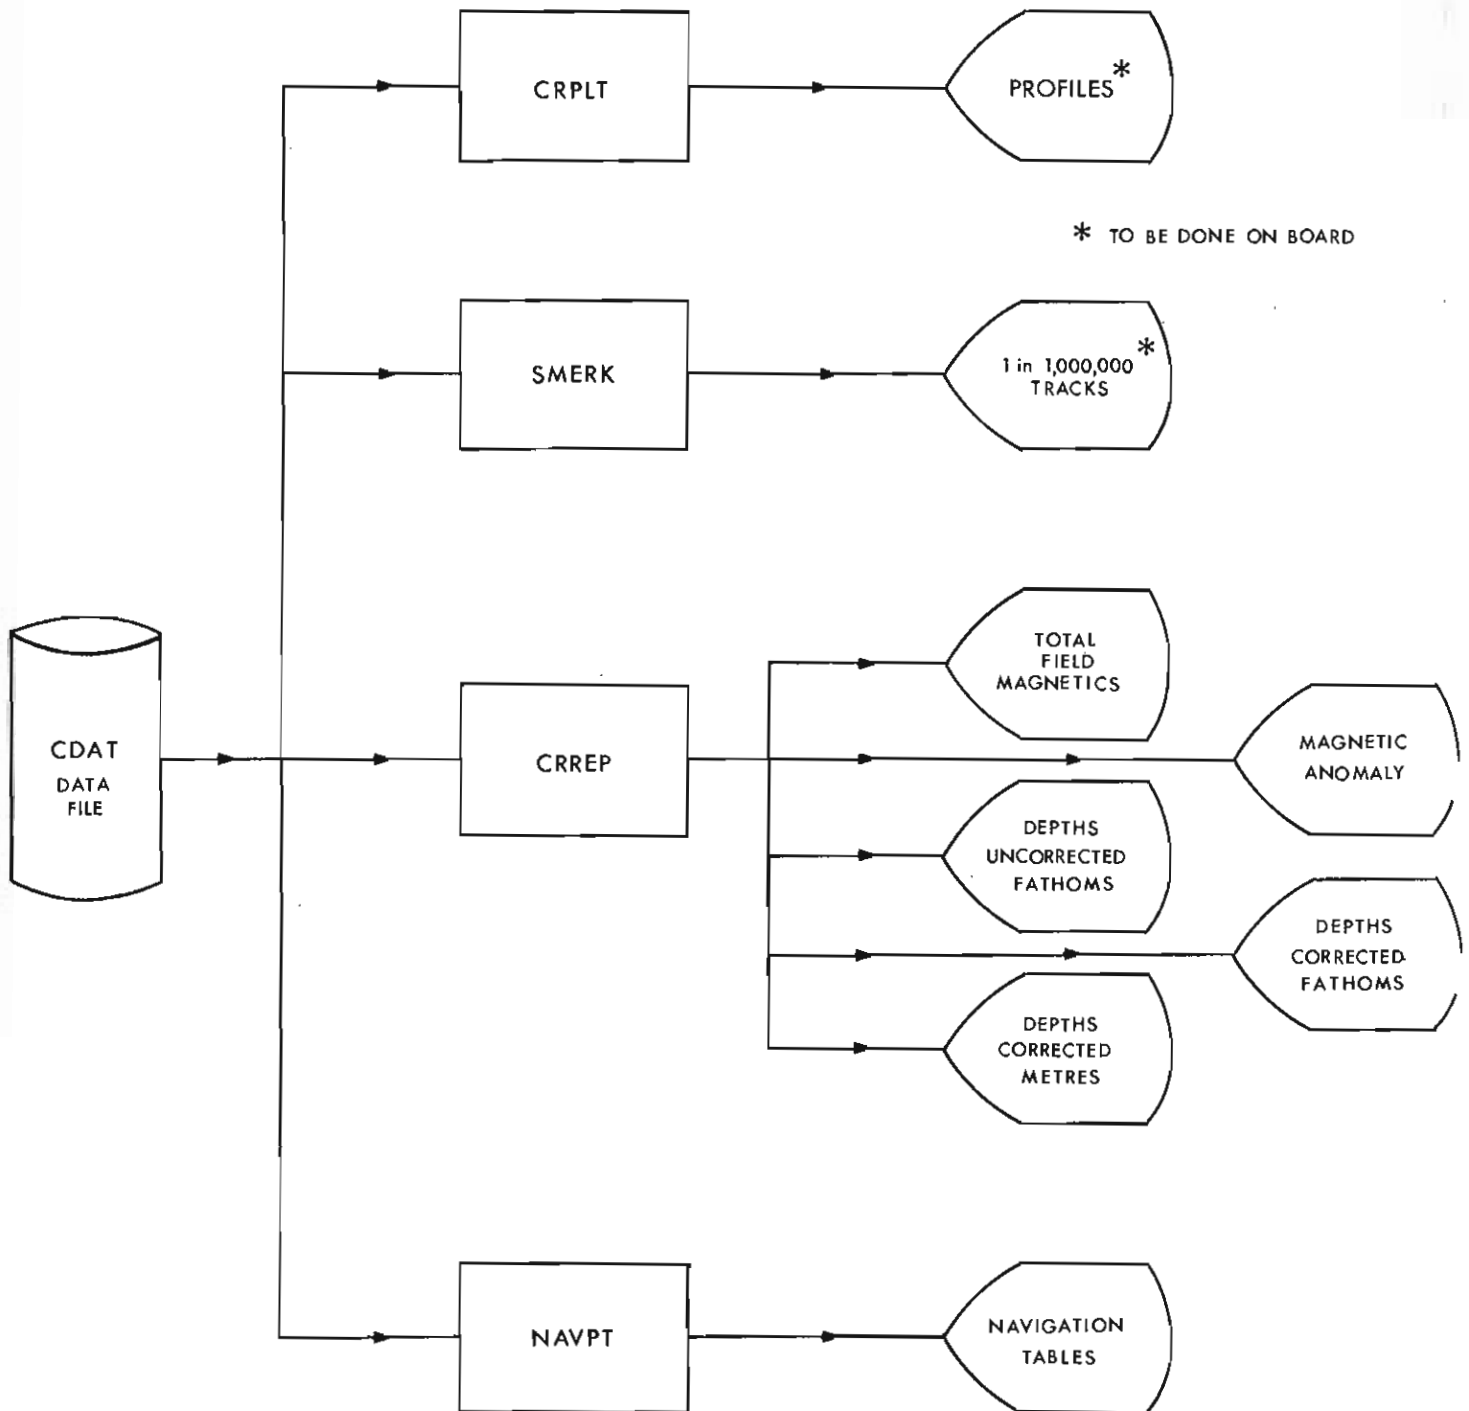 CRPLT
PROFILES*
* TO BE DONE ON BOARD
SMERK
1 in 1,000,000*
TRACKS
CDAT
DATA
FILE
CRREP
TOTAL
FIELD
MAGNETICS
MAGNETIC
ANOMALY
DEPTHS
UNCORRECTED
FATHOMS
DEPTHS
CORRECTED
FATHOMS
DEPTHS
CORRECTED
METRES
NAVPT
NAVIGATION
TABLES